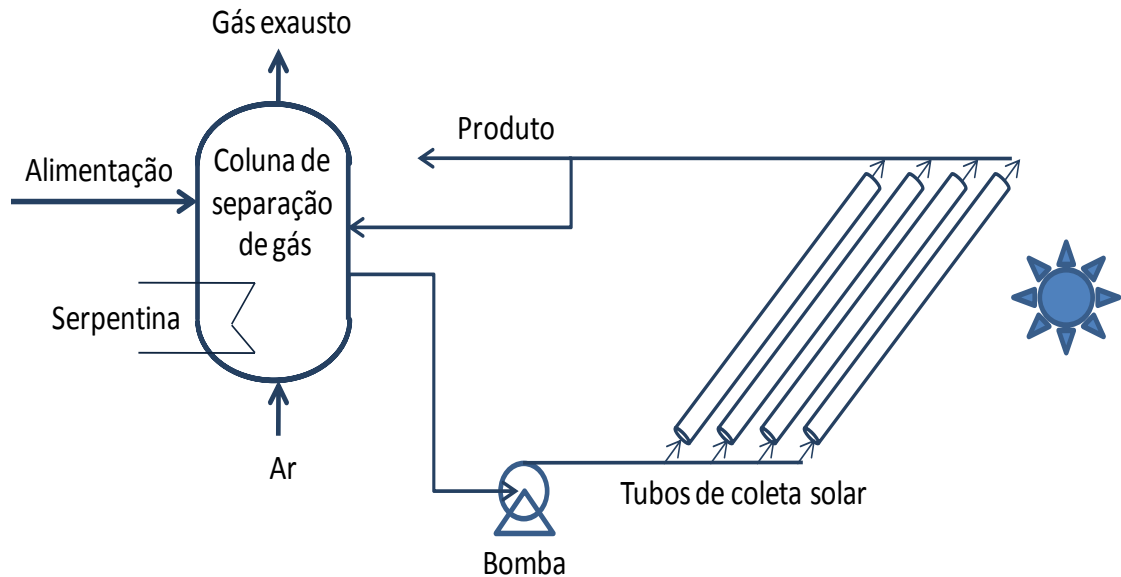 Gás exausto
Produto
Alimentação
Coluna de
separação
de gás
Serpentina
Ar
Tubos de coleta solar
Bomba